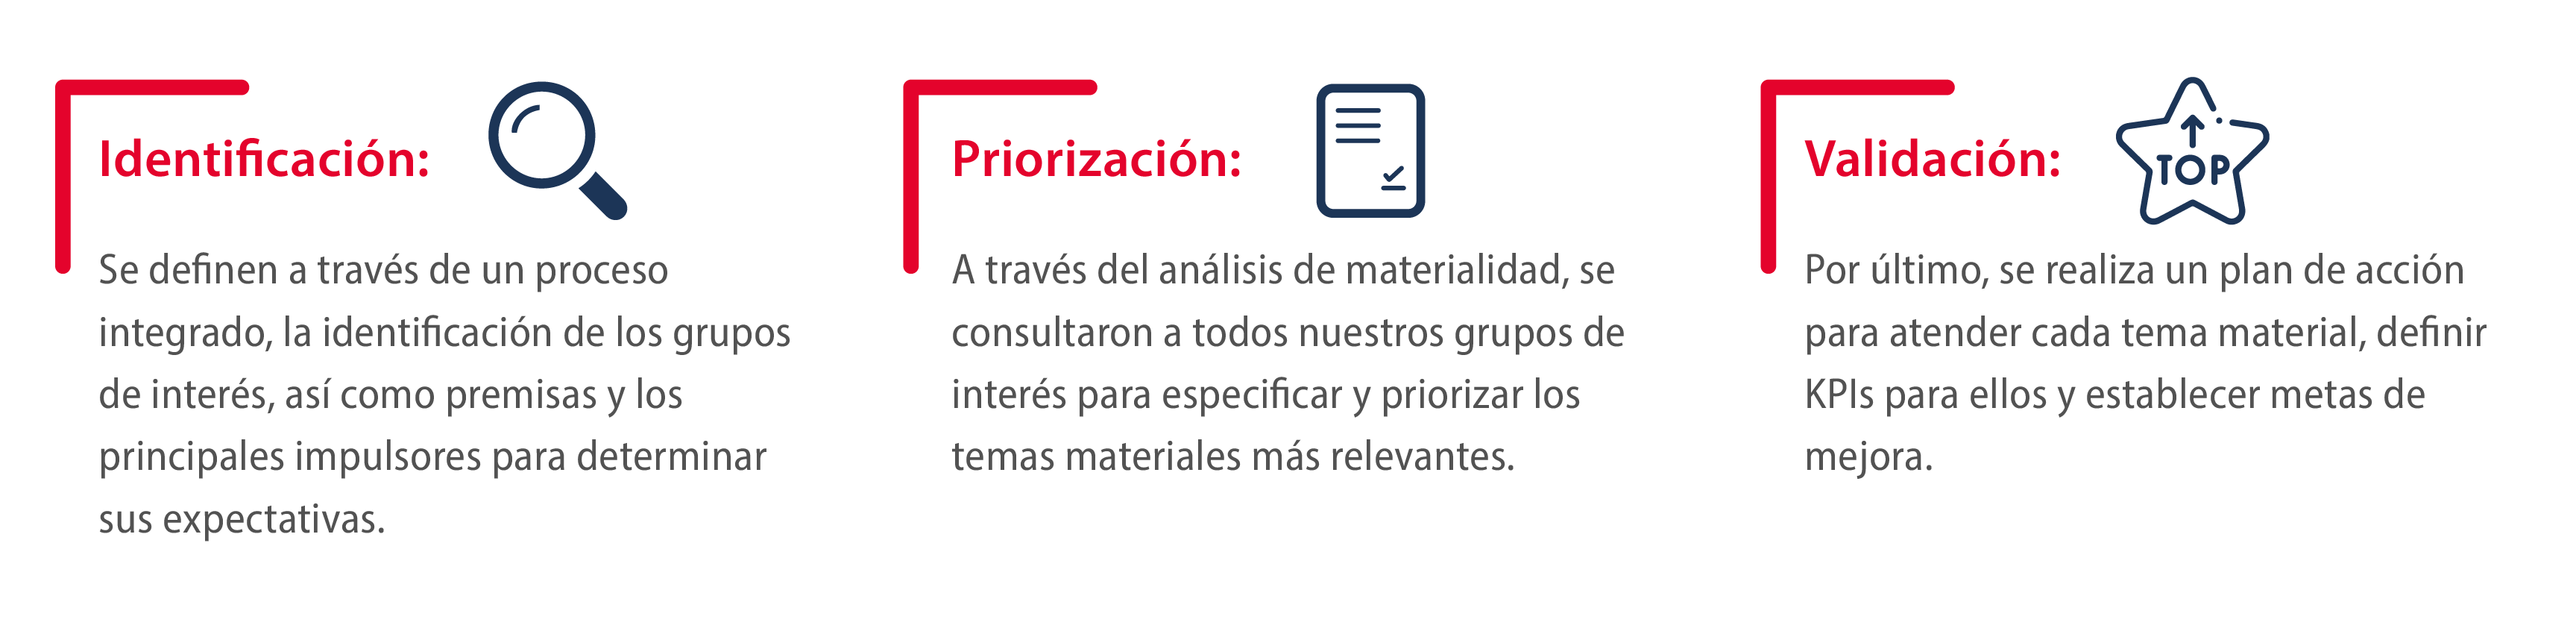 Identificación:
Se definen a través de un proceso
integrado, la identificación de los grupos
de interés, así como premisas y los
principales impulsores para determinar
sus expectativas.
Priorización:
A través del análisis de materialidad, se
consultaron a todos nuestros grupos de
interés para especificar y priorizar los
temas materiales más relevantes.
Validación:
TOP
Por último, se realiza un plan de acción
para atender cada tema material, definir
KPIs para ellos y establecer metas de
mejora.